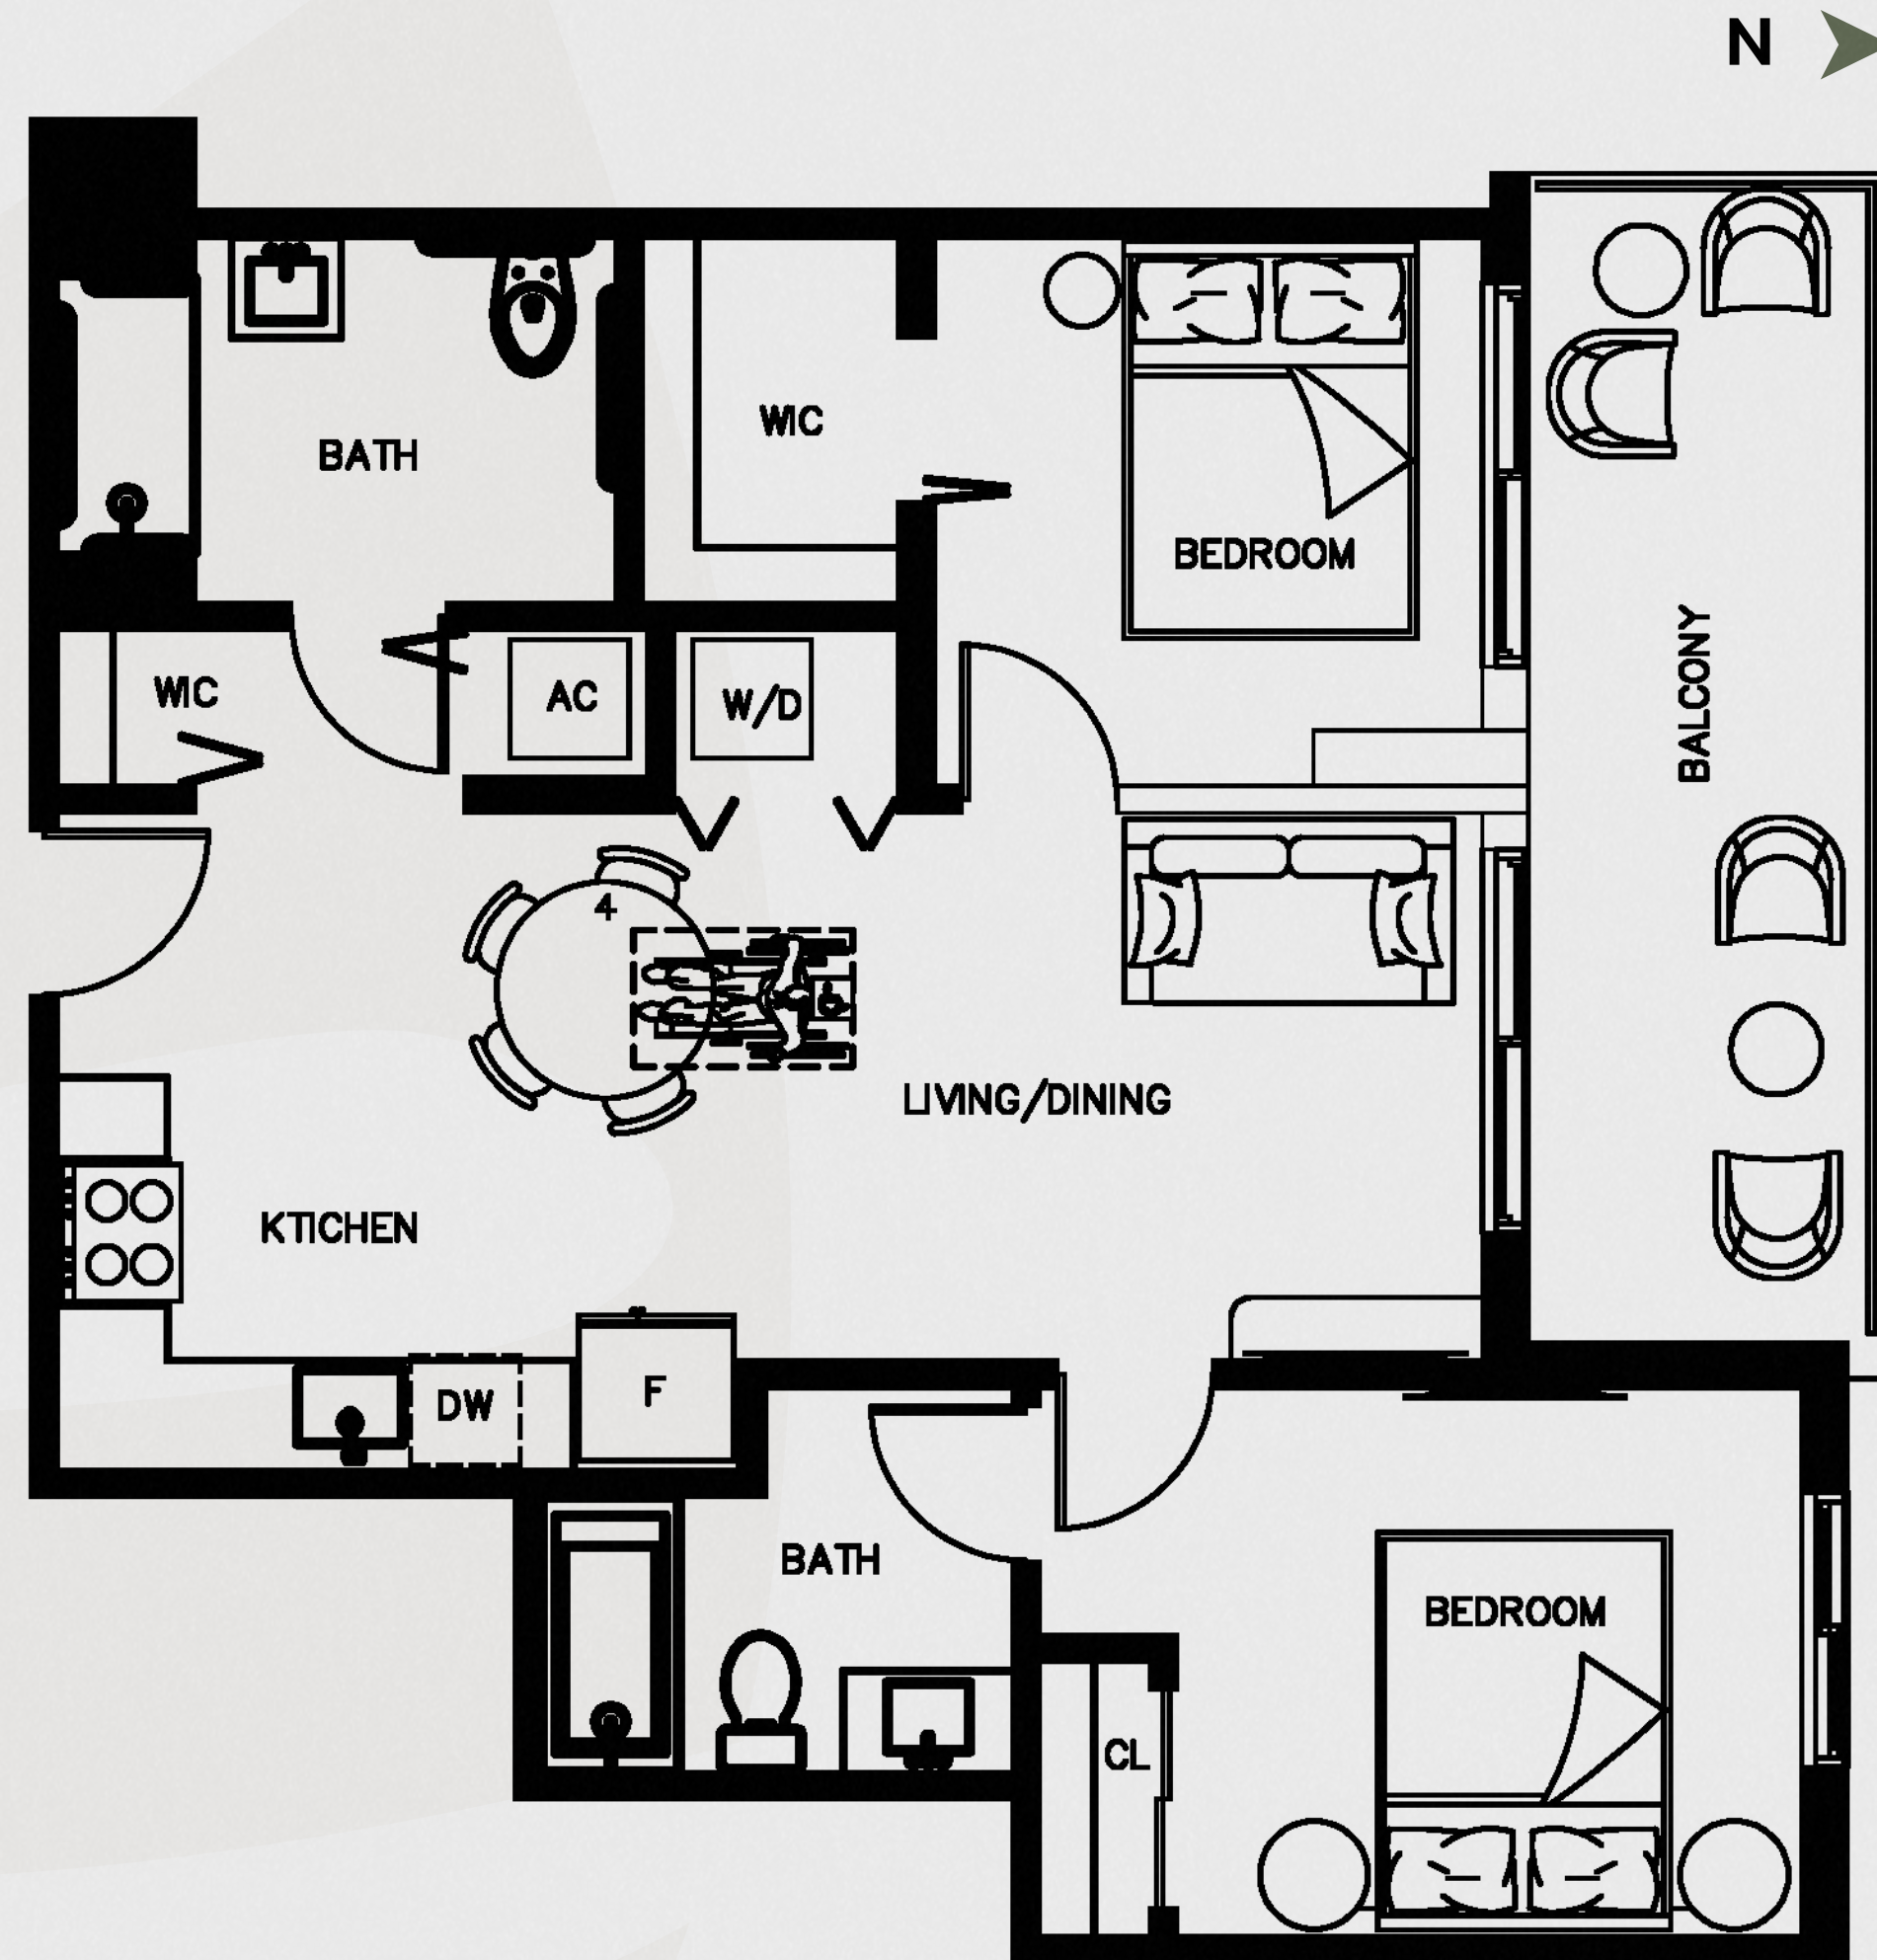 N
WIC
BATH
BEDROOM
BALCONY
WIC
AC
W/D
4
LIVING/DINING
KTICHEN
DW
F
BATH
BEDROOM
CL